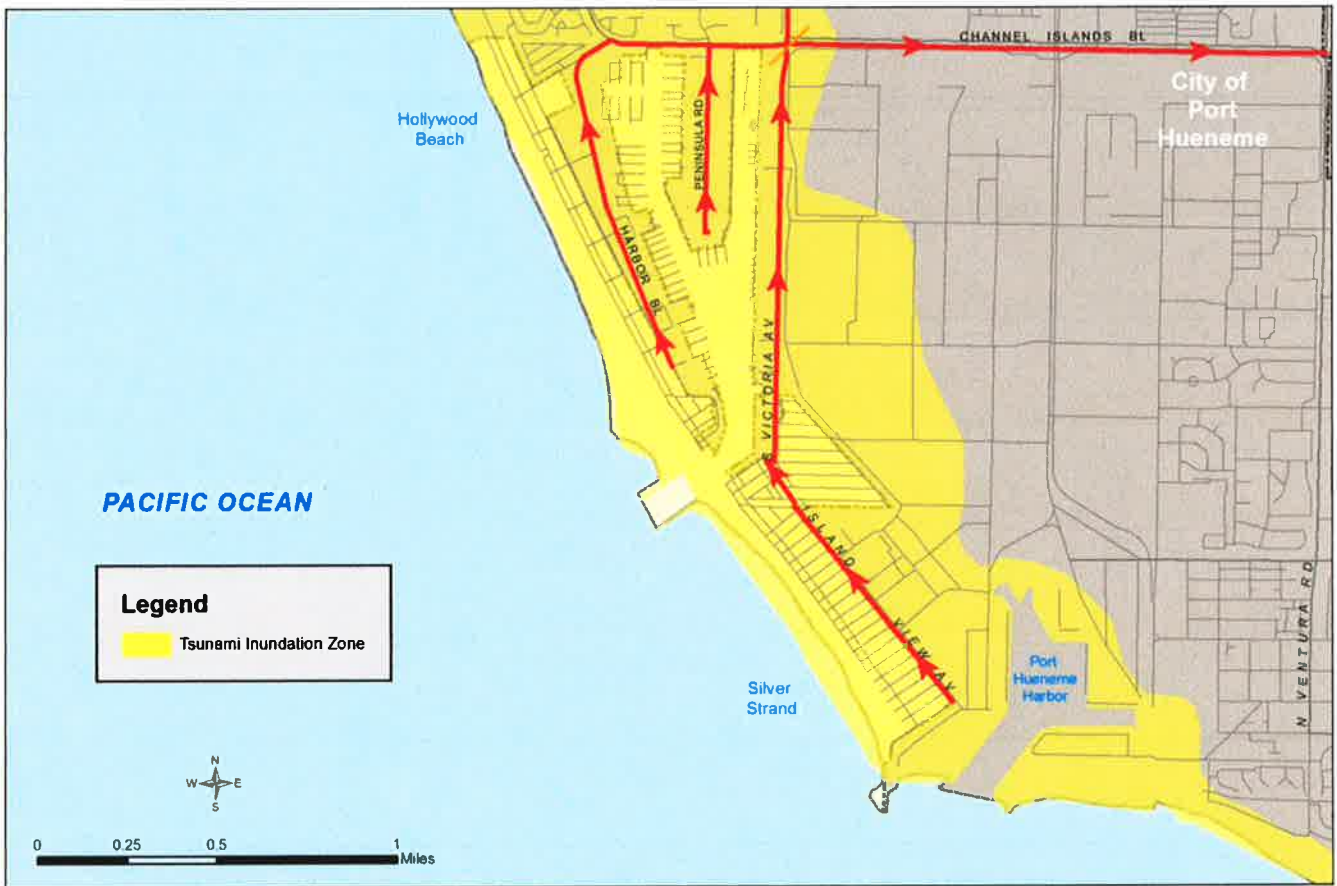 CHANNEL ISLANDS BL
City of
Port
Hueneme
Hollywood
Beach
PENINSULA RD
HARBOR BL
S VICTORIA AV
PACIFIC OCEAN
ISLAND VIEW AV
Legend
Tsunami Inundation Zone
Port
Hueneme
Harbor
Silver
Strand
N VENTURA RD
N
W E
S
0 0.25 0.5 1
Miles